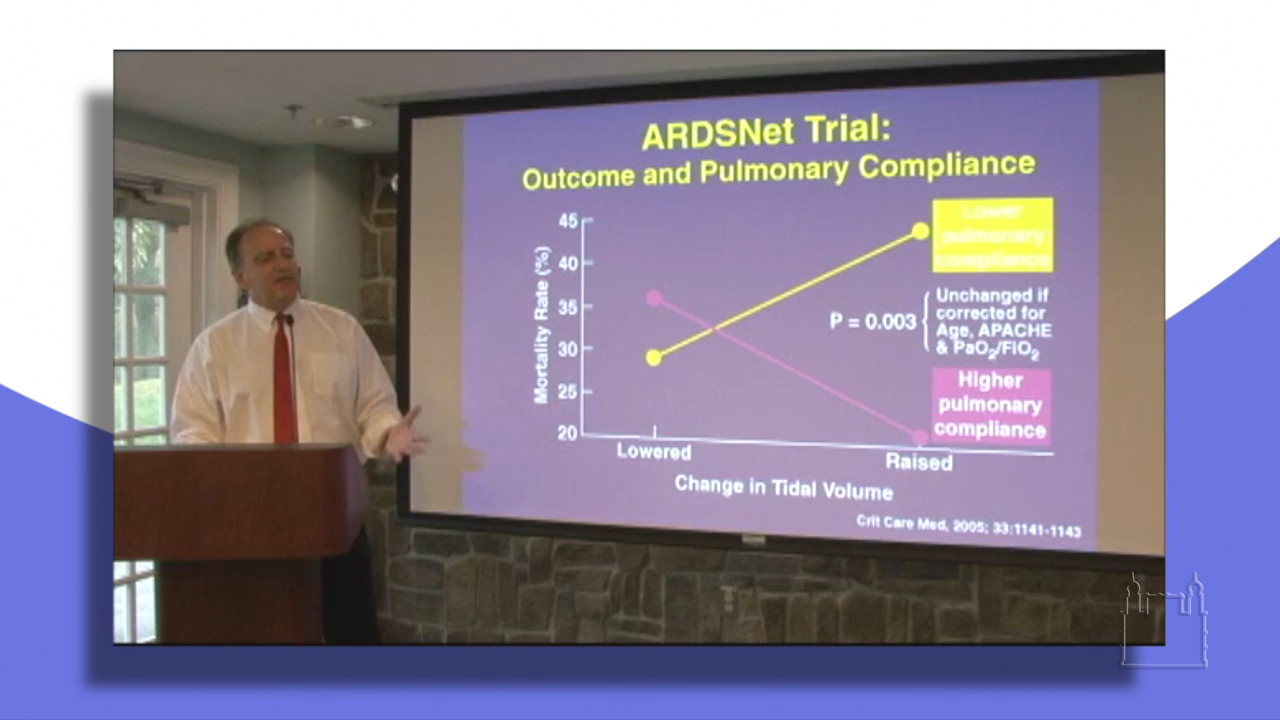 ARDSNet Trial:
Outcome and Pulmonary Compliance
45
40
35
30
25
20
Mortality Rate (%)
Lower
pulmonary
compliance
P = 0.003
Unchanged if
corrected for
Age, APACHE
& PaO₂/FiO₂
Higher
pulmonary
compliance
Lowered
Raised
Change in Tidal Volume
Crit Care Med, 2005; 33:1141-1143